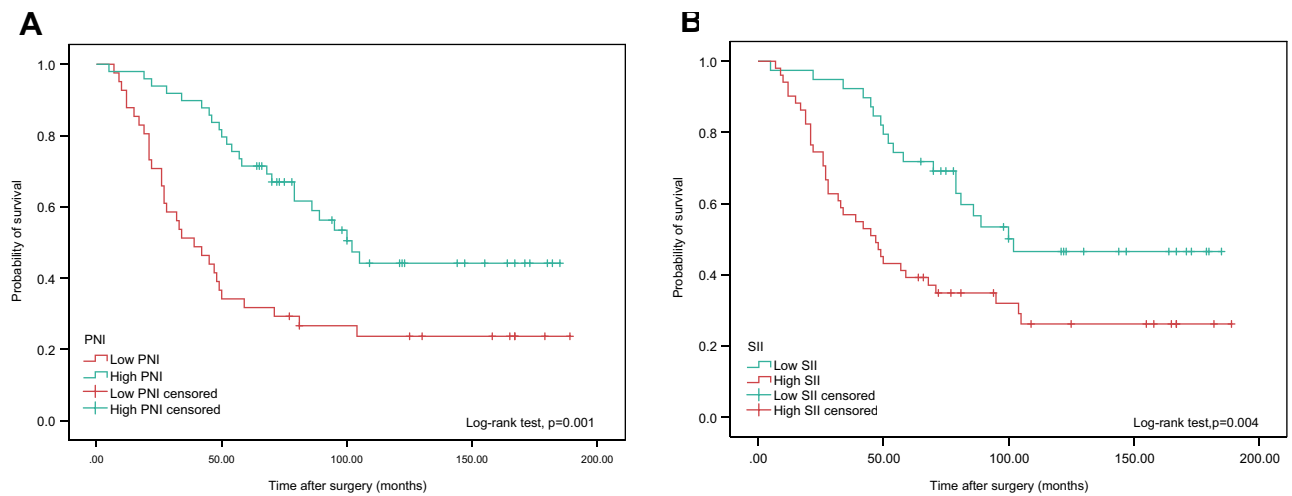 A
Probability of survival
1.0
0.8
0.6
0.4
0.2
0.0
PNI
Low PNI
High PNI
Low PNI censored
High PNI censored
Log-rank test, p=0.001
.00 50.00 100.00 150.00 200.00
Time after surgery (months)
B
Probability of survival
1.0
0.8
0.6
0.4
0.2
0.0
SII
Low SII
High SII
Low SII censored
High SII censored
Log-rank test,p=0.004
.00 50.00 100.00 150.00 200.00
Time after surgery (months)